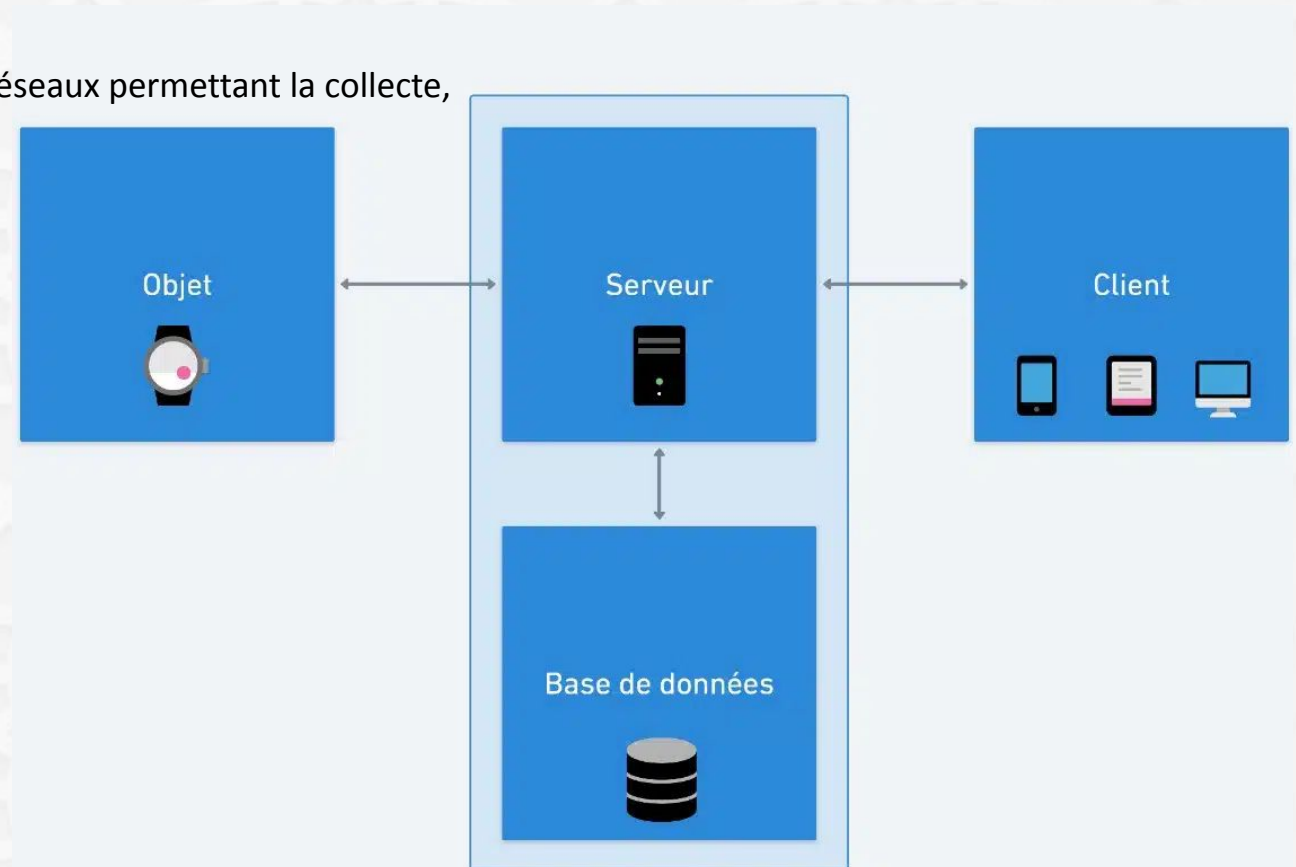 éseaux permettant la collecte,
Objet
Serveur
Client
Base de données